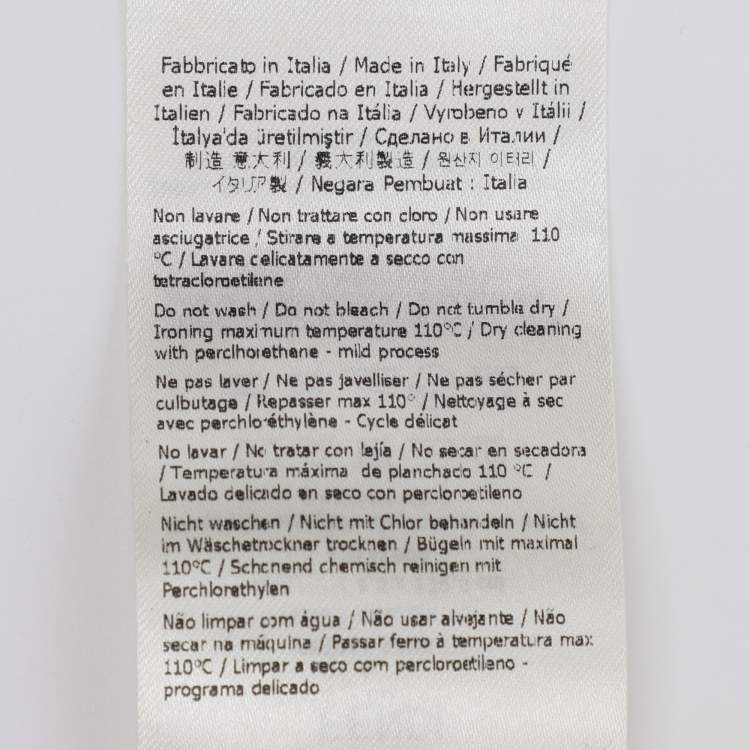 Fabbricato in Italia / Made in Italy / Fabriqué
en Italie / Fabricado en Italia / Hergestellt in
Italien / Fabricado na Itália / Vyrobeno v Itálii /
İtalya'da üretilmiştir / Сделано в Италии /
制造 意大利 / 義大利製造 / 원산지 이타리 /
イタリア製 / Negara Pembuat : Italia
Non lavare / Non trattare con cloro / Non usare
asciugatrice / Stirare a temperatura massima 110
°C / Lavare delicatamente a secco con
tetracloroetilene
Do not wash / Do not bleach / Do not tumble dry /
Ironing maximum temperature 110°C / Dry cleaning
with perclhorethene - mild process
Ne pas laver / Ne pas javelliser / Ne pas sécher par
culbutage / Repasser max 110° / Nettoyage à sec
avec perchloréthylène - Cycle délicat
No lavar / No tratar con lejía / No secar en secadora
/ Temperatura máxima de planchado 110 °C /
Lavado delicado en seco con percloroetileno
Nicht waschen / Nicht mit Chlor behandeln / Nicht
im Wäschetrockner trocknen / Bügeln mit maximal
110°C / Schonend chemisch reinigen mit
Perchlorethylen
Não limpar com água / Não usar alvejante / Não
secar na máquina / Passar ferro à temperatura max
110°C / Limpar a seco com percloroetileno -
programa delicado